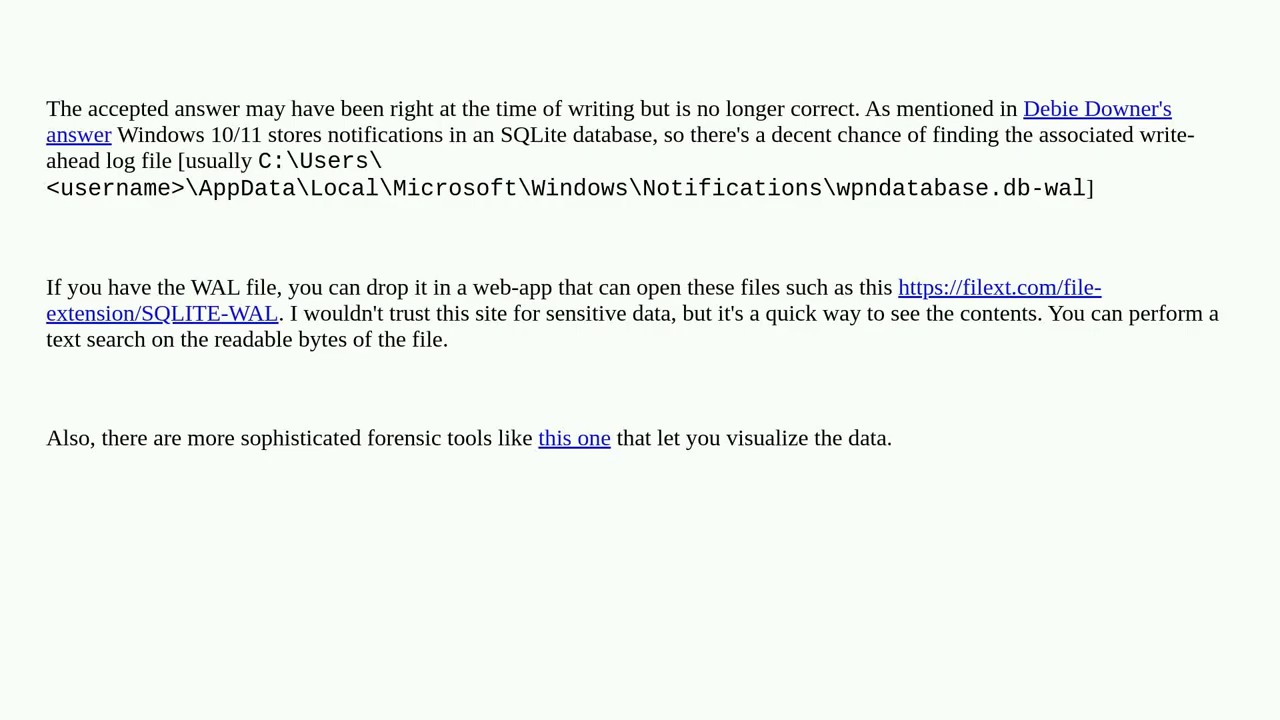 The accepted answer may have been right at the time of writing but is no longer correct. As mentioned in Debie Downer's
answer Windows 10/11 stores notifications in an SQLite database, so there's a decent chance of finding the associated write-
ahead log file [usually C:\Users\
<username>\AppData\Local\Microsoft\Windows\Notifications\wpndatabase.db-wal]
If you have the WAL file, you can drop it in a web-app that can open these files such as this https://filext.com/file-
extension/SQLITE-WAL. I wouldn't trust this site for sensitive data, but it's a quick way to see the contents. You can perform a
text search on the readable bytes of the file.
Also, there are more sophisticated forensic tools like this one that let you visualize the data.